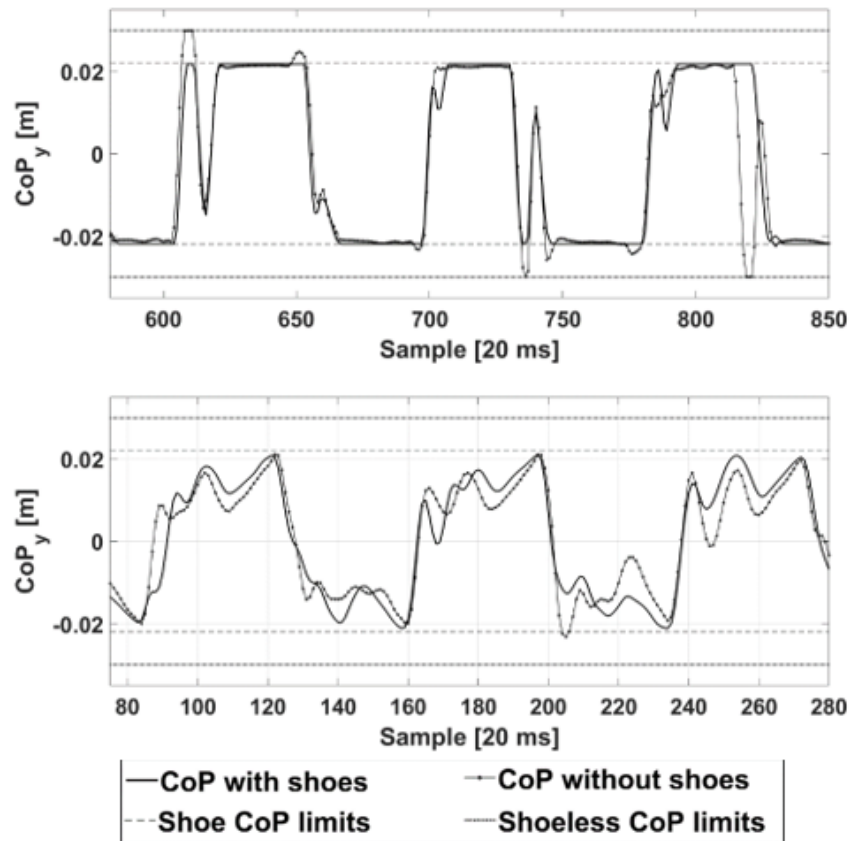 CoPy [m]
0.02
0
-0.02
600 650 700 750 800 850
Sample [20 ms]
CoPy [m]
0.02
0
-0.02
80 100 120 140 160 180 200 220 240 260 280
Sample [20 ms]
CoP with shoes CoP without shoes
Shoe CoP limits Shoeless CoP limits